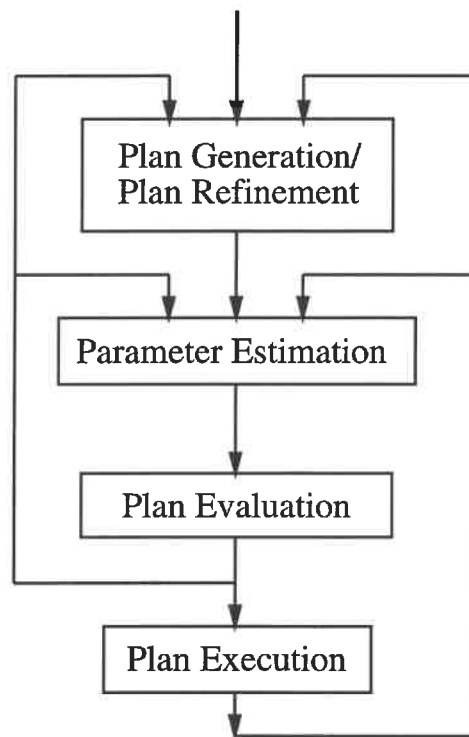 Plan Generation/
Plan Refinement
Parameter Estimation
Plan Evaluation
Plan Execution